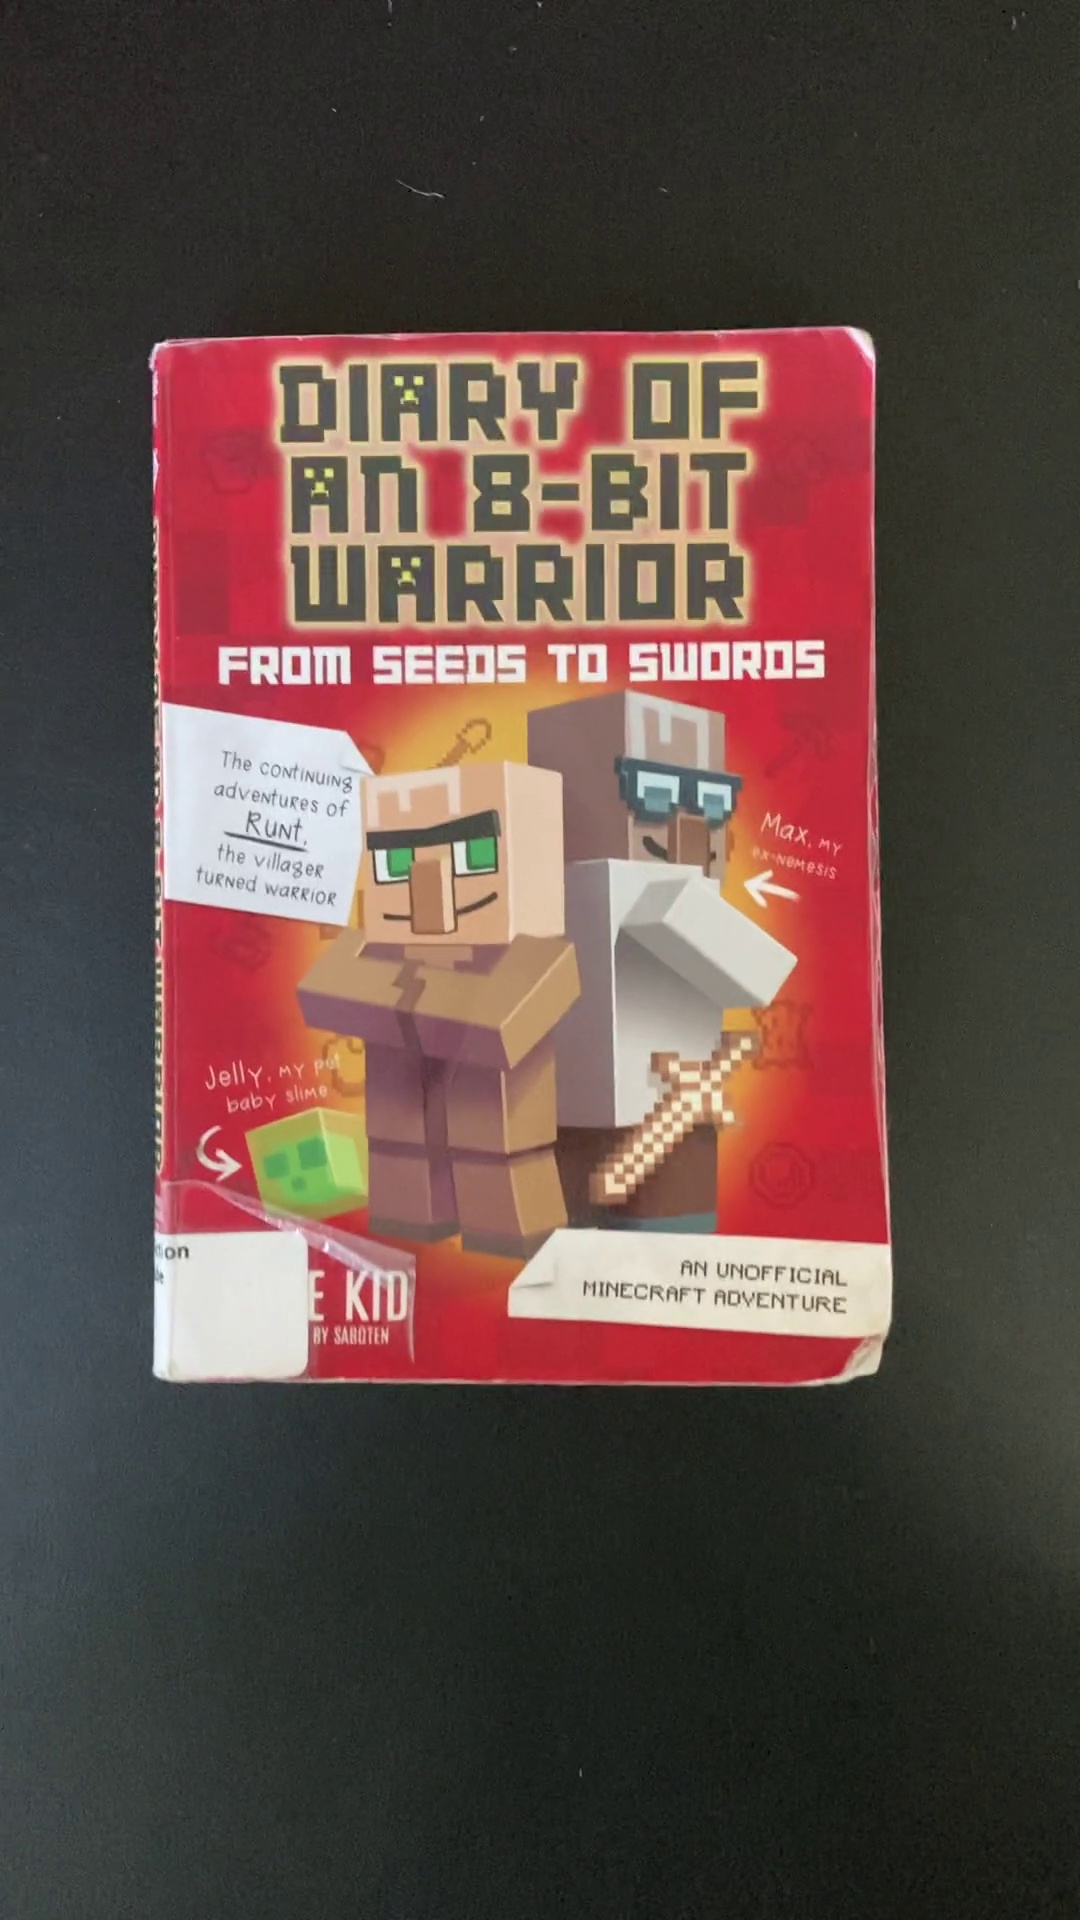 DIARY OF
AN 8-BIT
WARRIOR
FROM SEEDS TO SWORDS
The continuing
adventures of
Runt,
the villager
turned warrior
Max, my
ex-nemesis
Jelly, my pet
baby slime
E KID
BY SABOTEN
AN UNOFFICIAL
MINECRAFT ADVENTURE